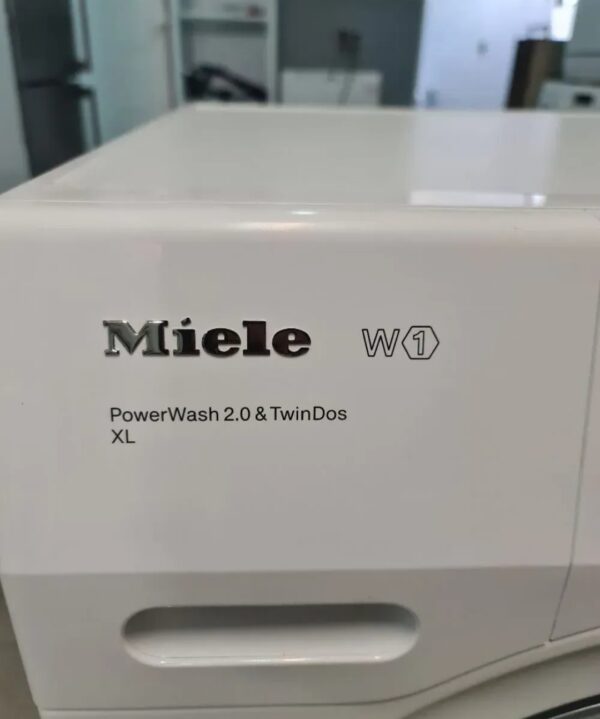 Miele W1
PowerWash 2.0 & TwinDos
XL